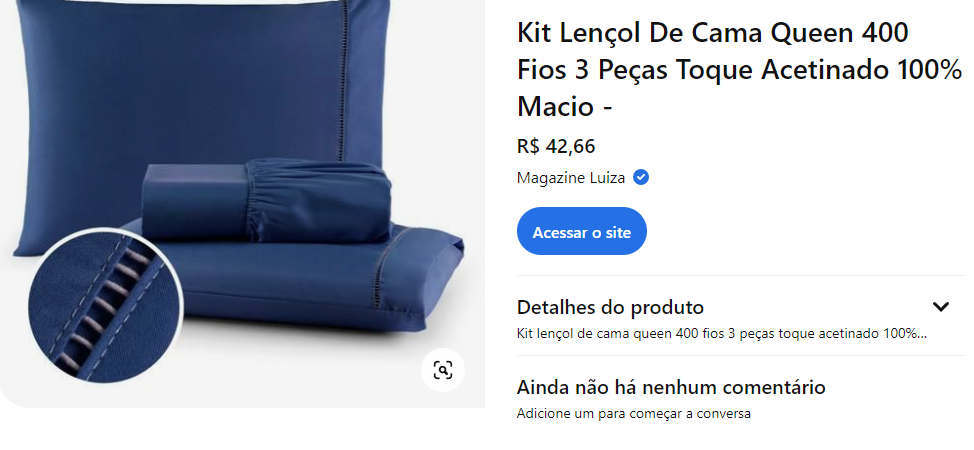 Kit Lençol De Cama Queen 400
Fios 3 Peças Toque Acetinado 100%
Macio -
R$ 42,66
Magazine Luiza
Acessar o site
Detalhes do produto
Kit lençol de cama queen 400 fios 3 peças toque acetinado 100%...
Ainda não há nenhum comentário
Adicione um para começar a conversa